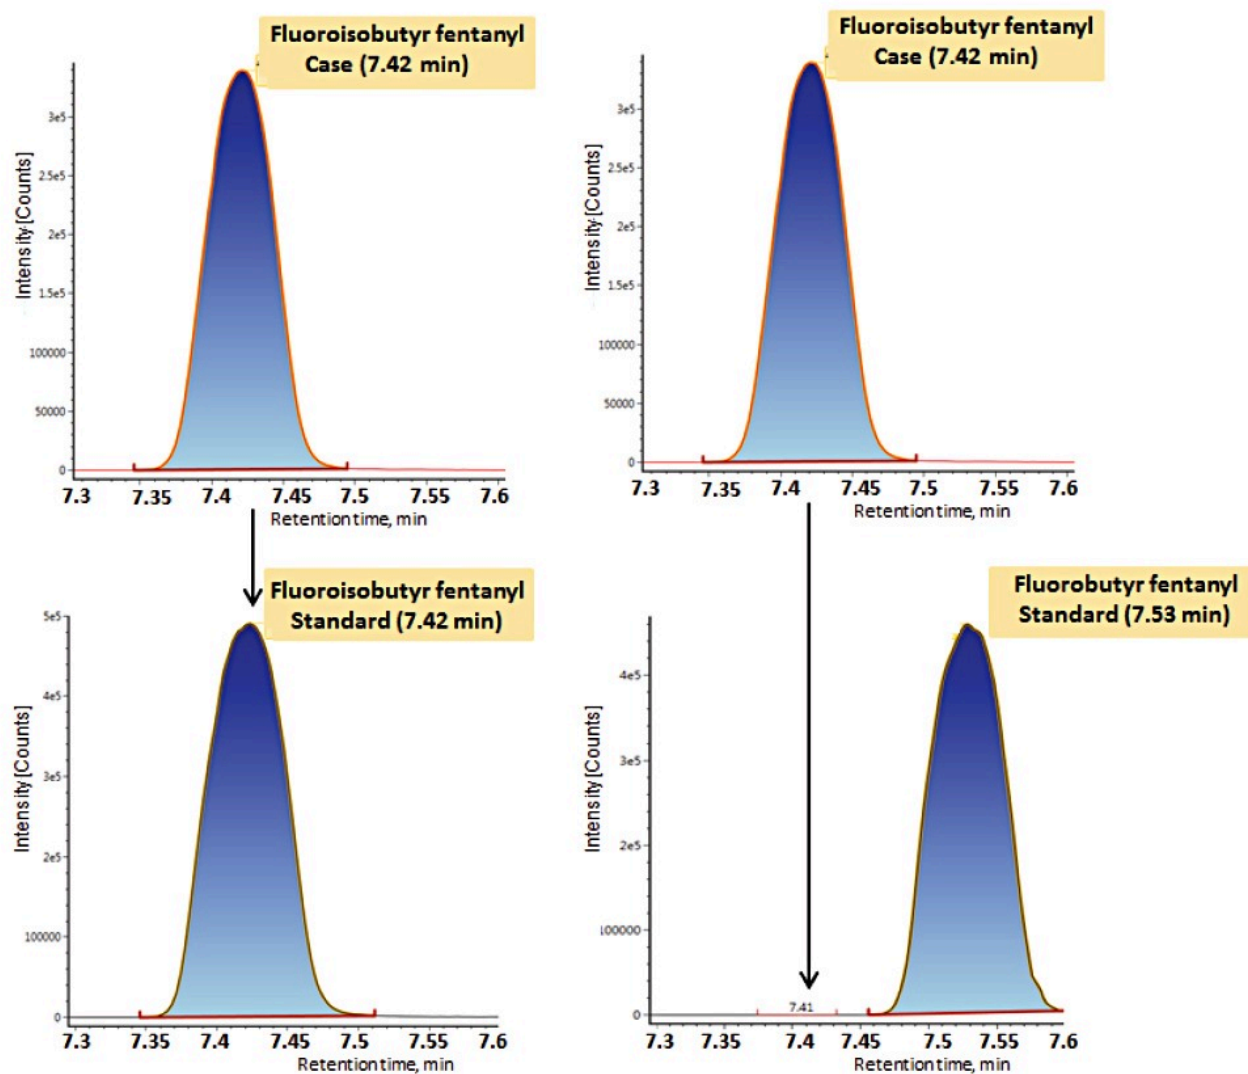 Fluoroisobutyr fentanyl
Case (7.42 min)
Intensity [Counts]
3e5
2.5e5
2e5
1.5e5
100000
50000
0
7.3 7.35 7.4 7.45 7.5 7.55 7.6
Retention time, min
Fluoroisobutyr fentanyl
Case (7.42 min)
Intensity [Counts]
3e5
2.5e5
2e5
1.5e5
100000
50000
0
7.3 7.35 7.4 7.45 7.5 7.55 7.6
Retention time, min
Fluoroisobutyr fentanyl
Standard (7.42 min)
Intensity [Counts]
5e5
4e5
3e5
2e5
100000
0
7.3 7.35 7.4 7.45 7.5 7.55 7.6
Retention time, min
Fluorobutyr fentanyl
Standard (7.53 min)
Intensity [Counts]
4e5
3e5
2e5
100000
0
7.41
7.3 7.35 7.4 7.45 7.5 7.55 7.6
Retention time, min